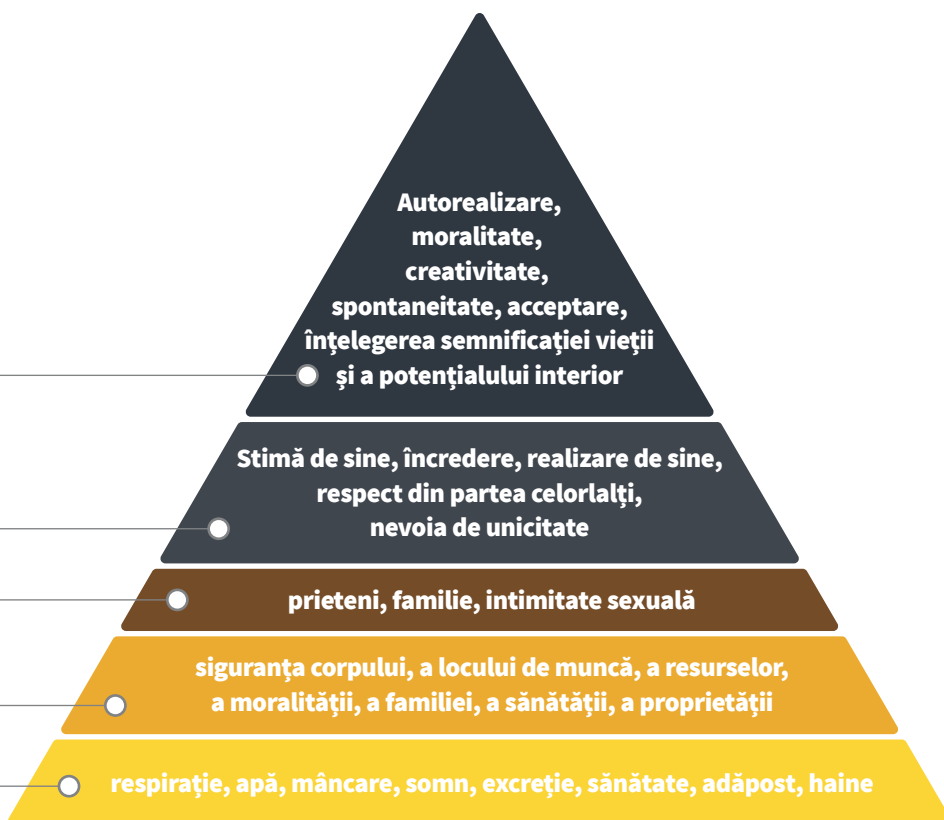 Autorealizare,
moralitate,
creativitate,
spontaneitate, acceptare,
înțelegerea semnificației vieții
și a potențialului interior
Stimă de sine, încredere, realizare de sine,
respect din partea celorlalți,
nevoia de unicitate
prieteni, familie, intimitate sexuală
siguranța corpului, a locului de muncă, a resurselor,
a moralității, a familiei, a sănătății, a proprietății
respirație, apă, mâncare, somn, excreție, sănătate, adăpost, haine